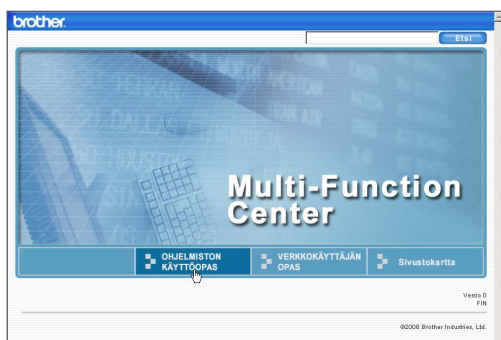 brother.
Etsi
Multi-Function
Center
OHJELMISTON
KÄYTTÖOPAS
VERKKOKÄYTTÄJÄN
OPAS
Sivustokartta
Versio 0
FIN
©2008 Brother Industries, Ltd.